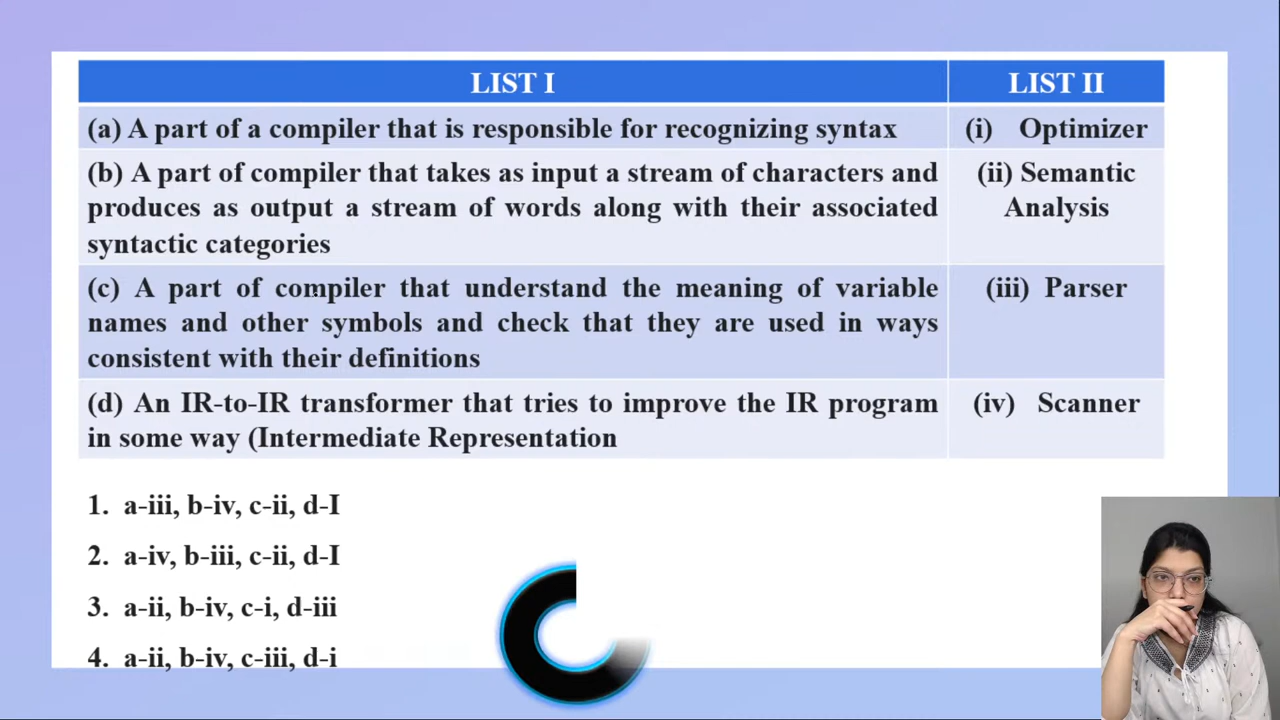 LIST I LIST II
(a) A part of a compiler that is responsible for recognizing syntax (i) Optimizer
(b) A part of compiler that takes as input a stream of characters and (ii) Semantic
produces as output a stream of words along with their associated Analysis
syntactic categories
(c) A part of compiler that understand the meaning of variable (iii) Parser
names and other symbols and check that they are used in ways
consistent with their definitions
(d) An IR-to-IR transformer that tries to improve the IR program (iv) Scanner
in some way (Intermediate Representation
1. a-iii, b-iv, c-ii, d-I
2. a-iv, b-iii, c-ii, d-I
3. a-ii, b-iv, c-i, d-iii
4. a-ii, b-iv, c-iii, d-i